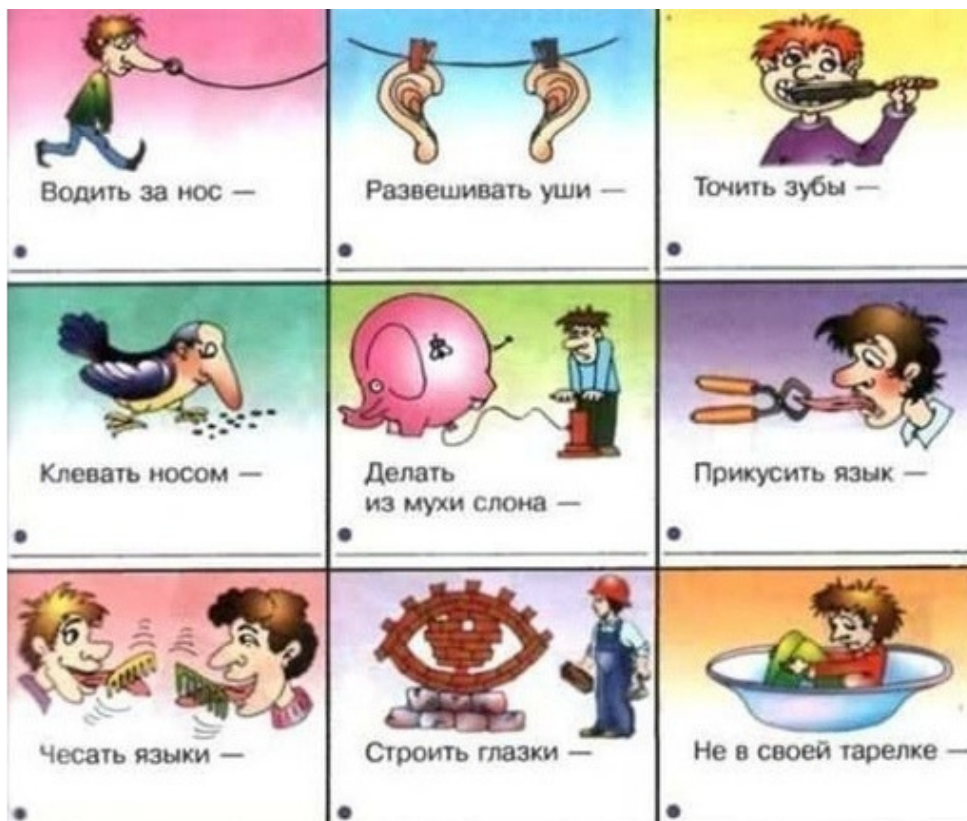 Водить за нос —
Развешивать уши —
Точить зубы —
Клевать носом —
Делать
из мухи слона —
Прикусить язык —
Чесать языки —
Строить глазки —
Не в своей тарелке —